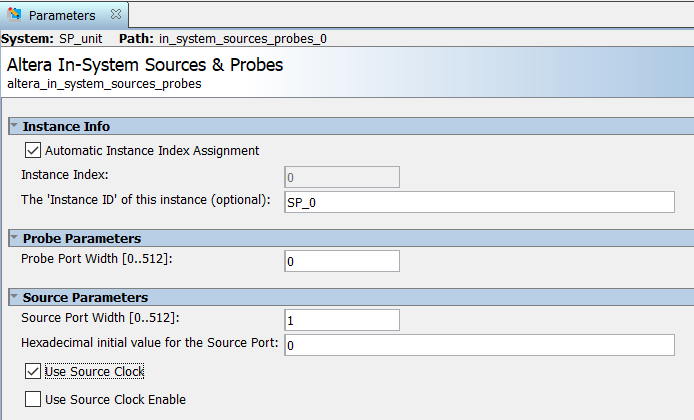 Parameters
System: SP_unit Path: in_system_sources_probes_0
Altera In-System Sources & Probes
altera_in_system_sources_probes
Instance Info
Automatic Instance Index Assignment
Instance Index: 0
The 'Instance ID' of this instance (optional): SP_0
Probe Parameters
Probe Port Width [0..512]: 0
Source Parameters
Source Port Width [0..512]: 1
Hexadecimal initial value for the Source Port: 0
Use Source Clock
Use Source Clock Enable